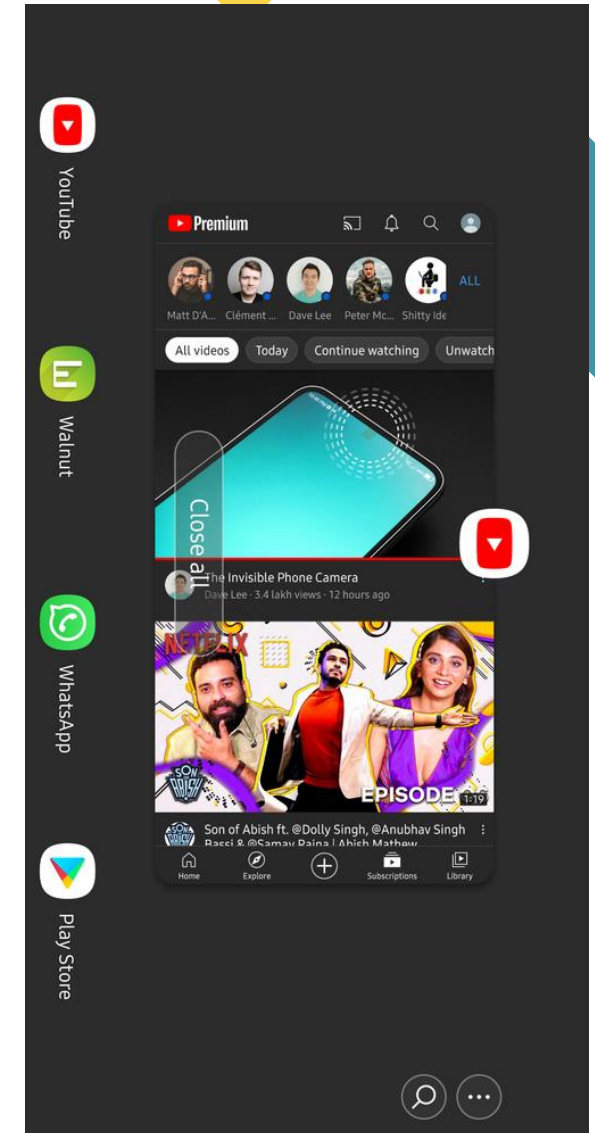 YouTube
Walnut
WhatsApp
Play Store
Premium
Matt D'A...
Clément ...
Dave Lee
Peter Mc...
Shitty Ide
ALL
All videos
Today
Continue watching
Unwatch
Close all
The Invisible Phone Camera
Dave Lee · 3.4 lakh views · 12 hours ago
NETFLIX
SON OF ABISH
EPISODE
1:19
Son of Abish ft. @Dolly Singh, @Anubhav Singh
Bassi & @Samay Raina | Abish Mathew
Home
Explore
Subscriptions
Library